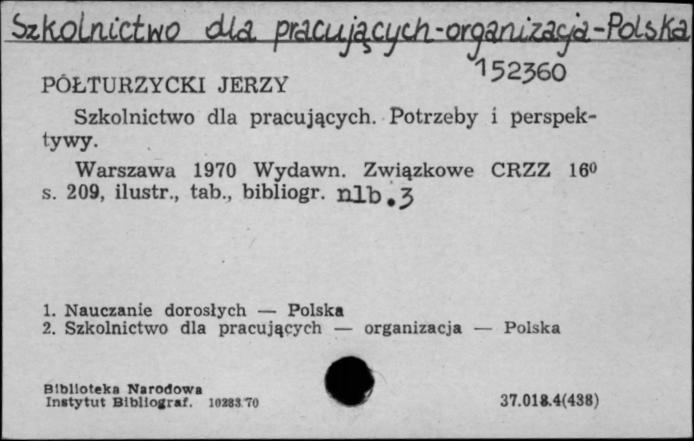 Szkolnictwo dla pracujących-organizacja-Polska
152360
PÓŁTURZYCKI JERZY
Szkolnictwo dla pracujących. Potrzeby i perspek-
tywy.
Warszawa 1970 Wydawn. Związkowe CRZZ 16⁰
s. 209, ilustr., tab., bibliogr. nlb.3
1. Nauczanie dorosłych — Polska
2. Szkolnictwo dla pracujących — organizacja — Polska
Biblioteka Narodowa
Instytut Bibliograf. 10283/70 37.018.4(438)